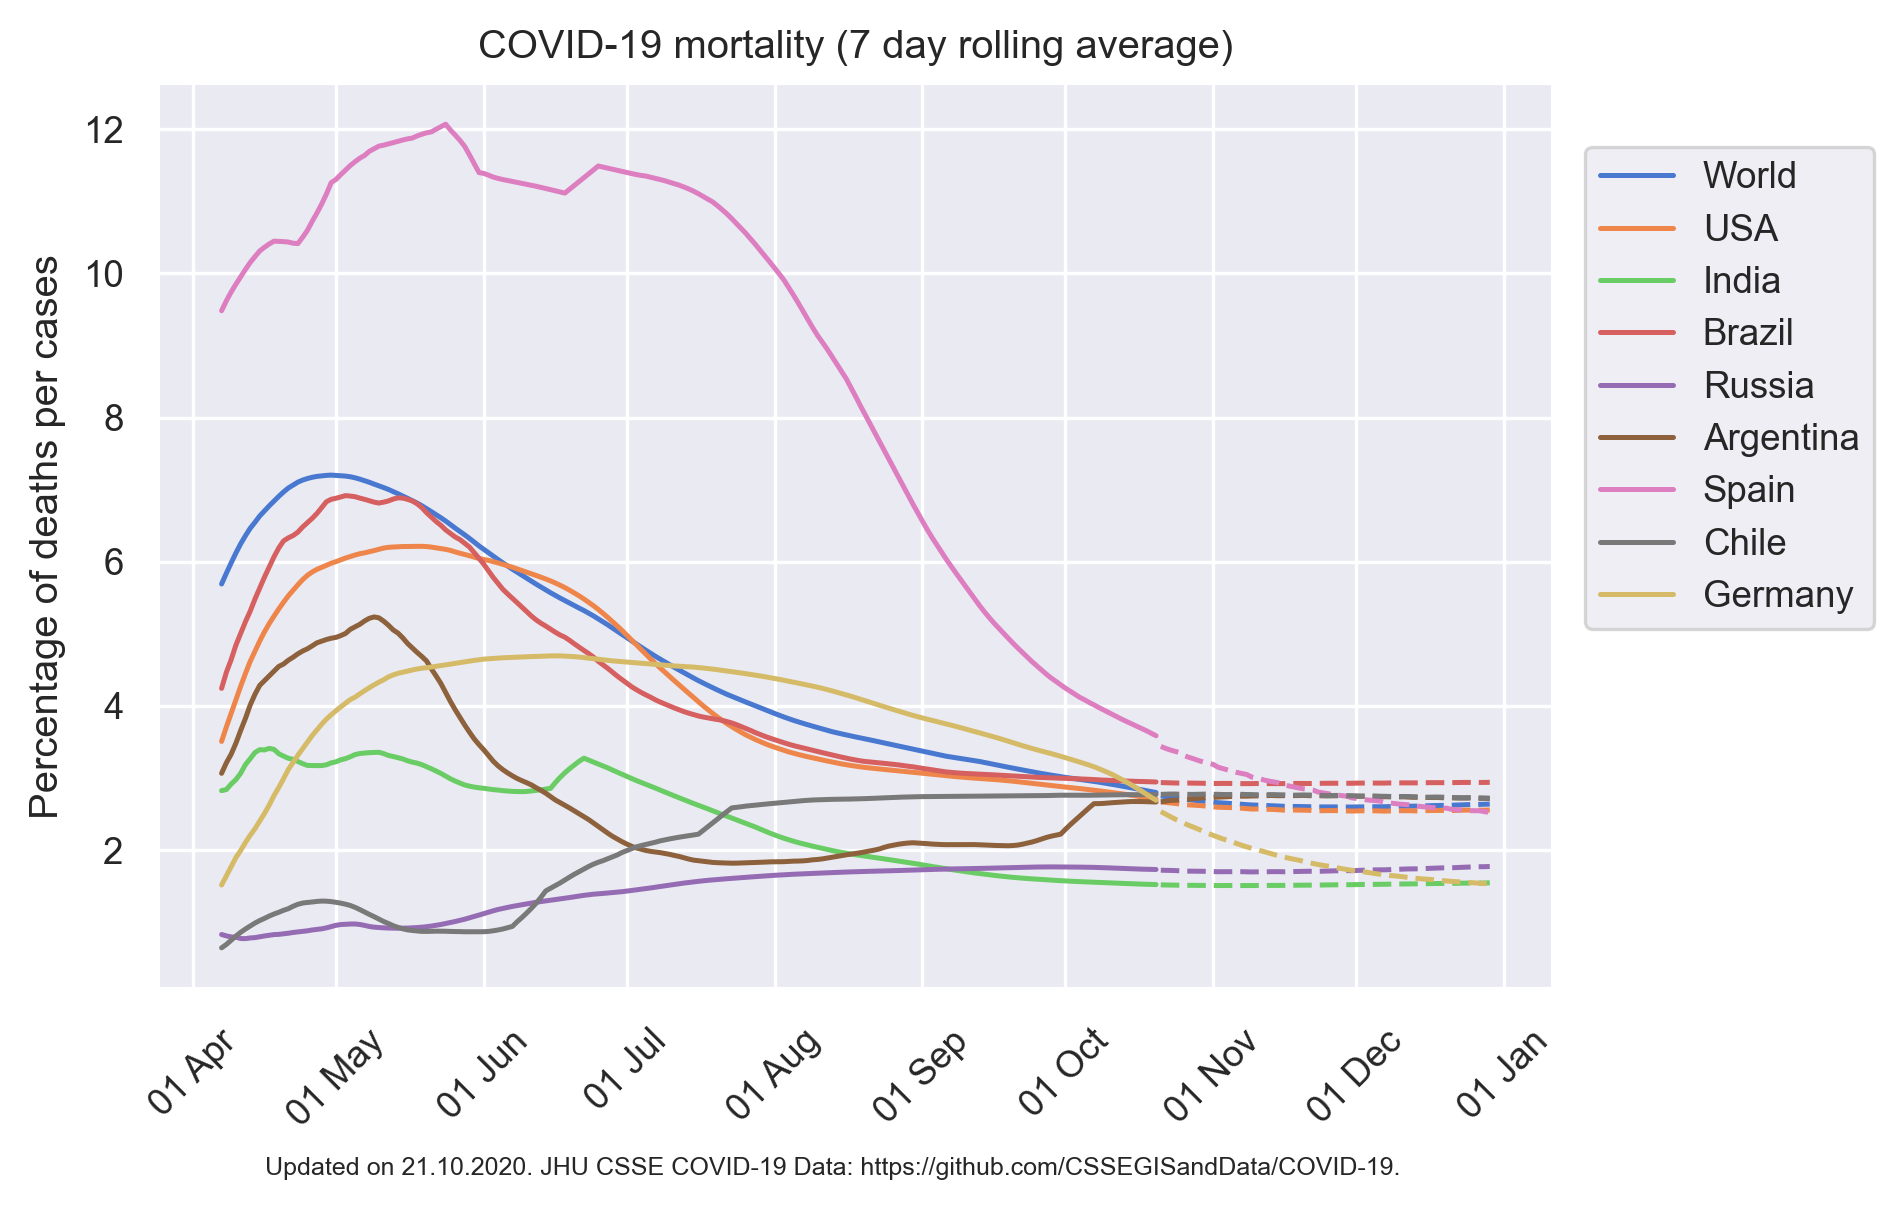 COVID-19 mortality (7 day rolling average)
Percentage of deaths per cases
12
10
8
6
4
2
01 Apr
01 May
01 Jun
01 Jul
01 Aug
01 Sep
01 Oct
01 Nov
01 Dec
01 Jan
World
USA
India
Brazil
Russia
Argentina
Spain
Chile
Germany
Updated on 21.10.2020. JHU CSSE COVID-19 Data: https://github.com/CSSEGISandData/COVID-19.